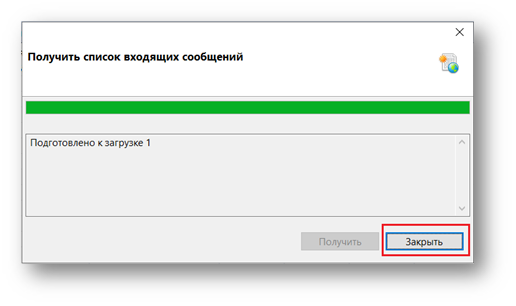 Получить список входящих сообщений
Подготовлено к загрузке 1
Получить
Закрыть